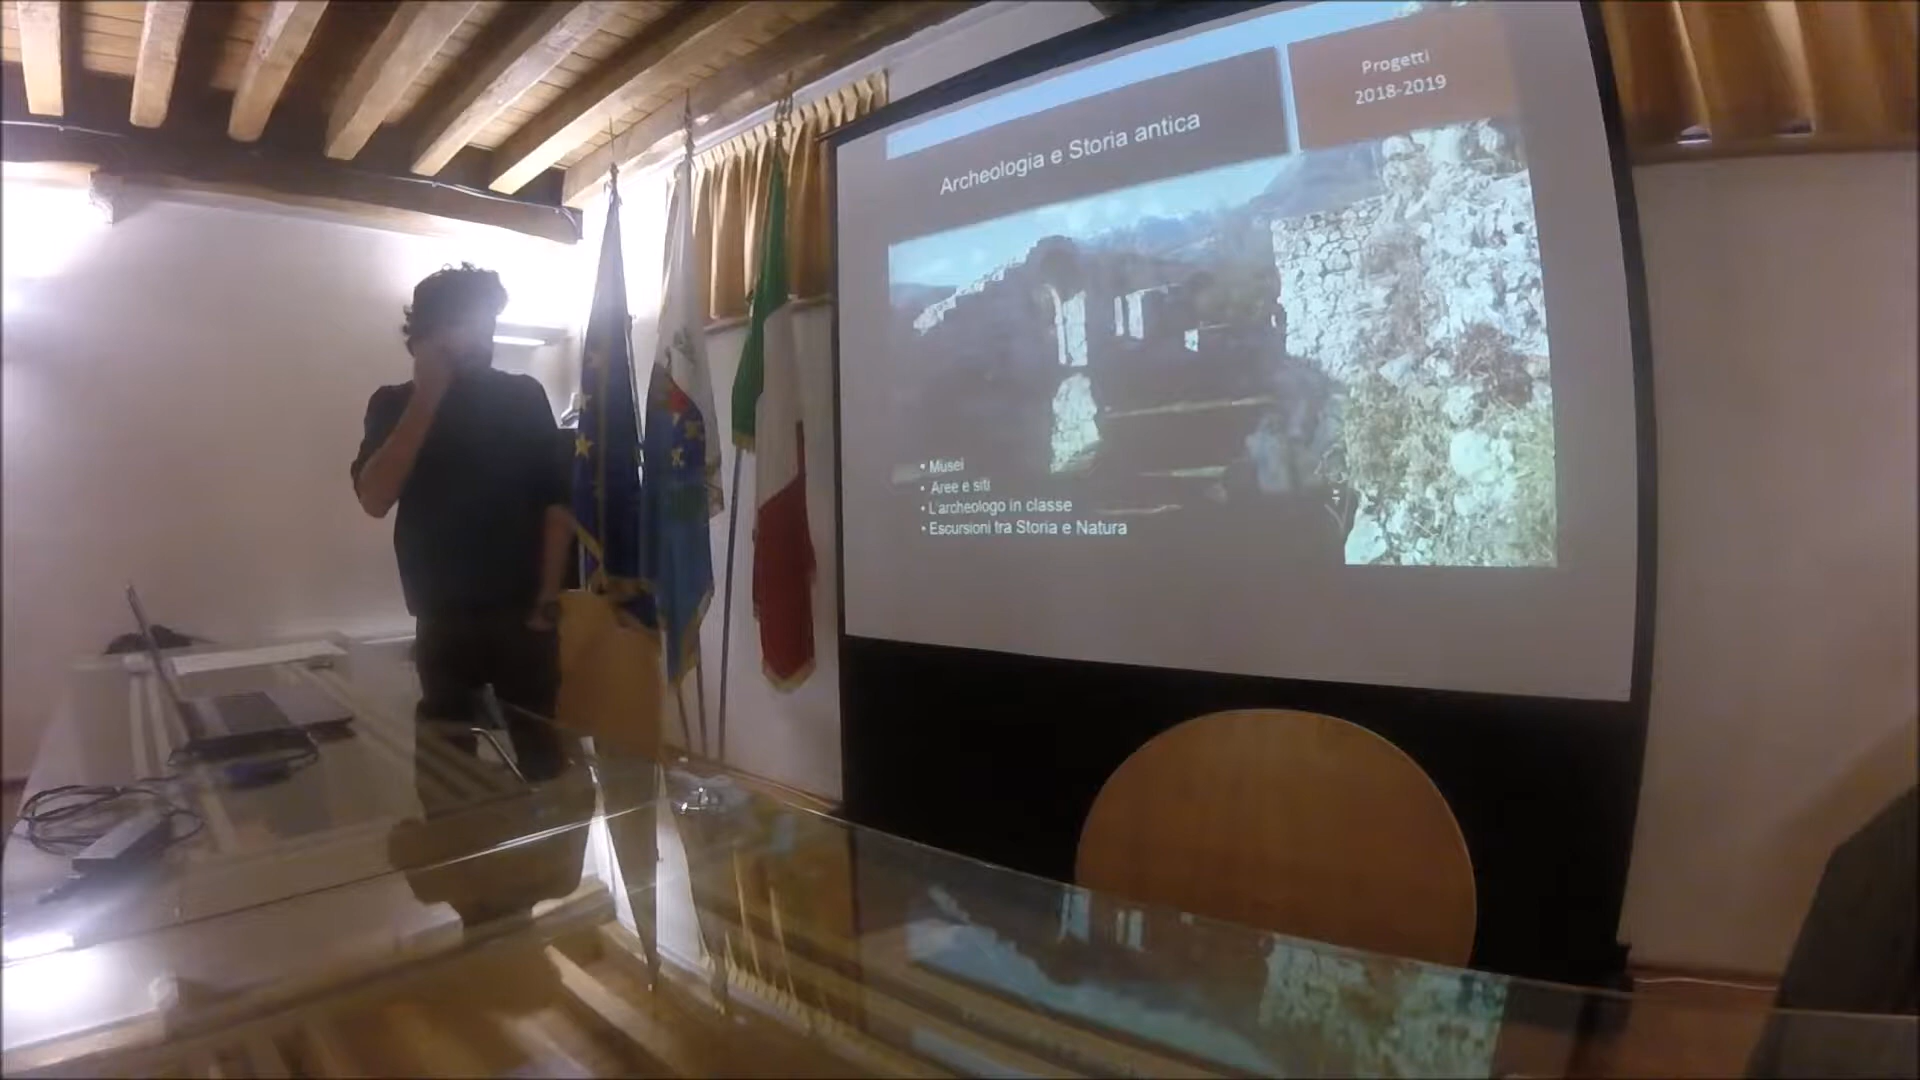 Progetti
2018-2019
Archeologia e Storia antica
• Musei
• Aree e siti
• L'archeologo in classe
• Escursioni tra Storia e Natura